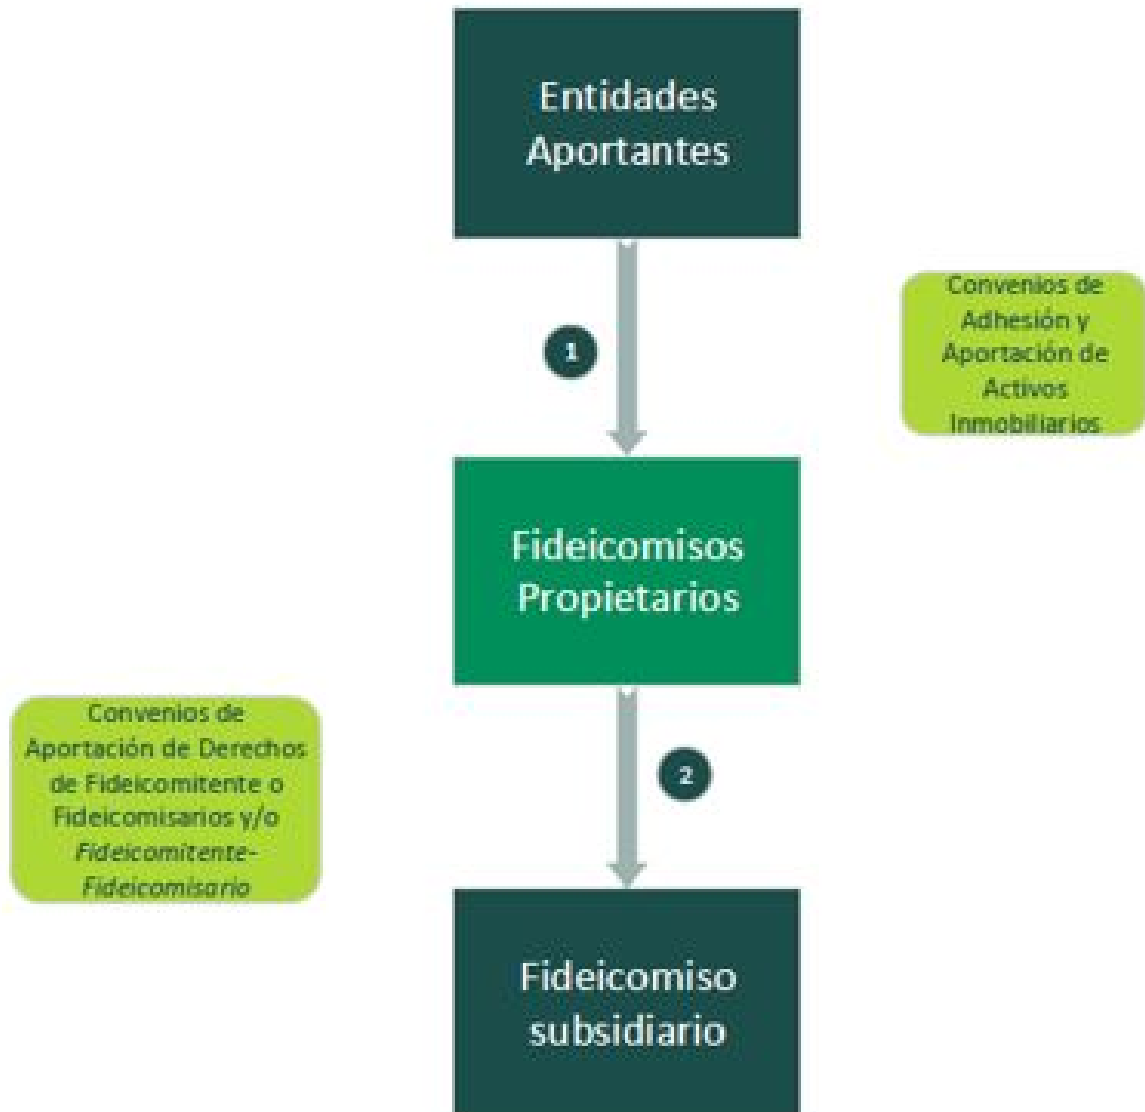 Entidades
Aportantes
Convenios de
Adhesión y
Aportación de
Activos
Inmobiliarios
1
Fideicomisos
Propietarios
Convenios de
Aportación de Derechos
de Fideicomitente o
Fideicomisarios y/o
Fideicomitente-
Fideicomisario
2
Fideicomiso
subsidiario